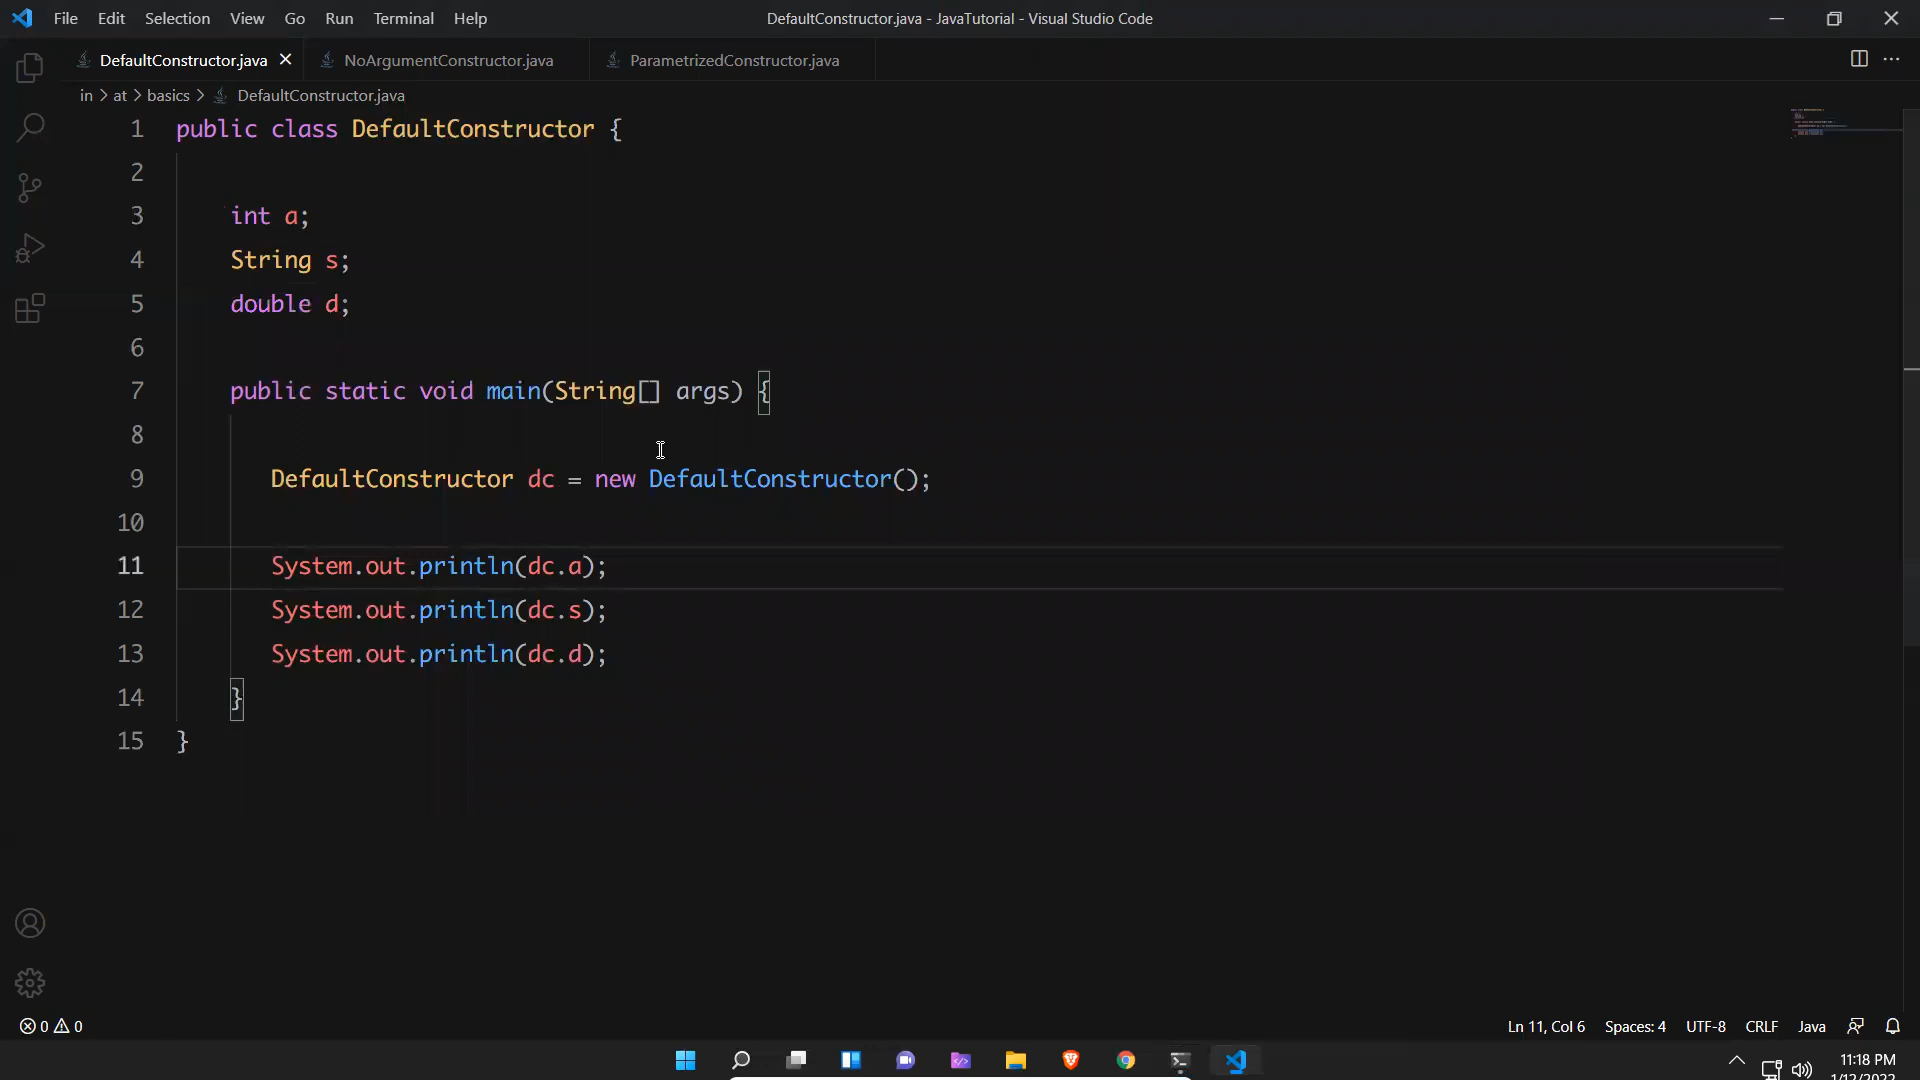 File Edit Selection View Go Run Terminal Help DefaultConstructor.java - JavaTutorial - Visual Studio Code
DefaultConstructor.java NoArgumentConstructor.java ParametrizedConstructor.java
in > at > basics > DefaultConstructor.java
1 public class DefaultConstructor {
2
3 int a;
4 String s;
5 double d;
6
7 public static void main(String[] args) {
8
9 DefaultConstructor dc = new DefaultConstructor();
10
11 System.out.println(dc.a);
12 System.out.println(dc.s);
13 System.out.println(dc.d);
14 }
15 }
0 0 Ln 11, Col 6 Spaces: 4 UTF-8 CRLF Java
11:18 PM
1/12/2022